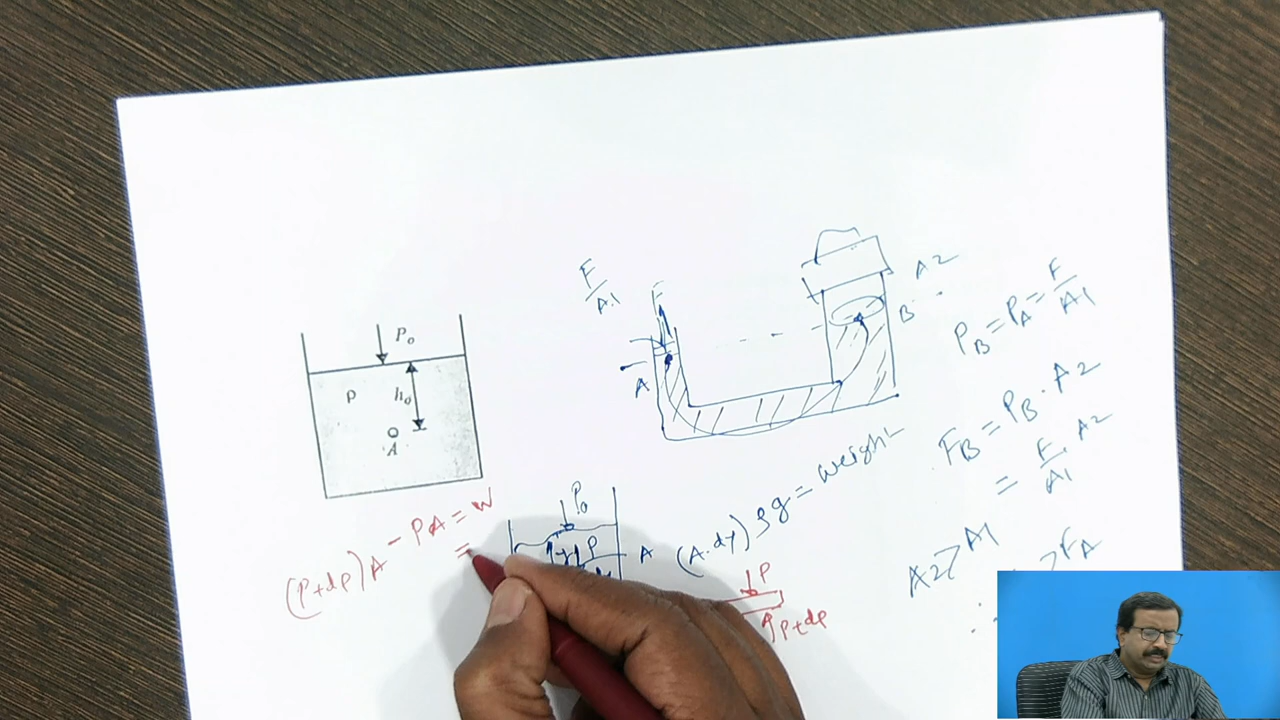 P₀
ρ
h₀
A
F/A1
F
A
A2
B
P_B = P_A = F/A1
F_B = P_B · A2
= F/A1 · A2
A2 > A1
∴ > F_A
(P+dp)A - PA = W
=
P₀
y
P
A
(A.dy) ρg = weight
P
P+dp